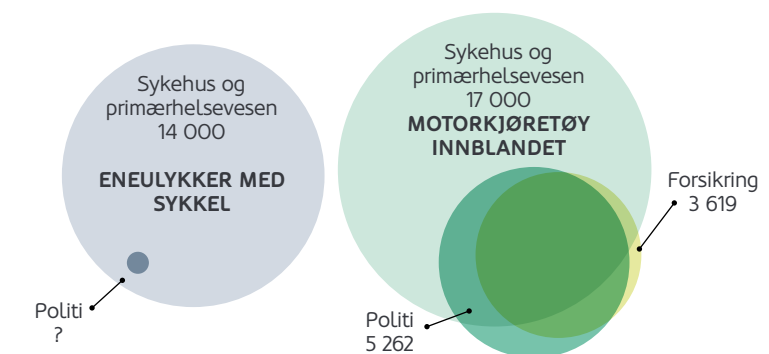 Sykehus og
primærhelsevesen
14 000
ENEULYKKER MED
SYKKEL
Politi
?
Sykehus og
primærhelsevesen
17 000
MOTORKJØRETØY
INNBLANDET
Forsikring
3 619
Politi
5 262